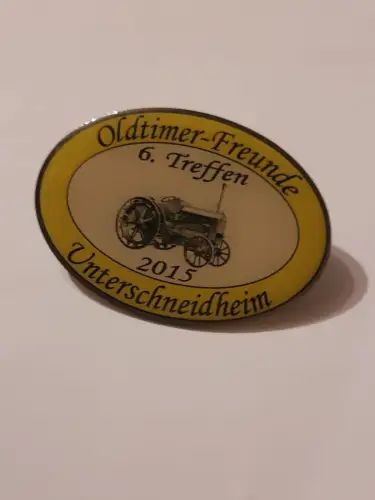 Oldtimer-Freunde
6. Treffen
2015
Unterschneidheim